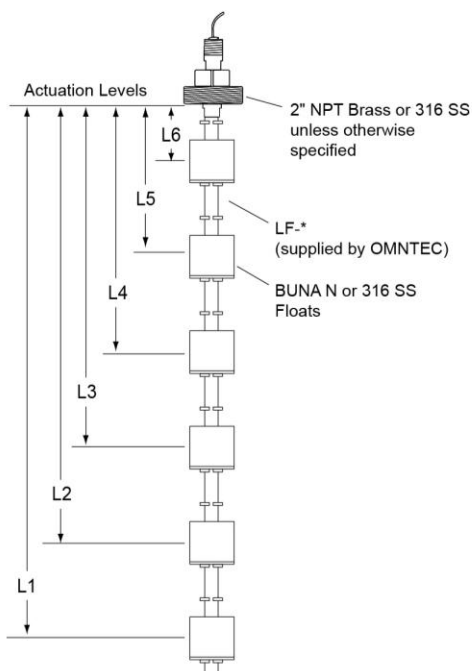 Actuation Levels
2" NPT Brass or 316 SS
unless otherwise
specified
L6
L5
LF-*
(supplied by OMNTEC)
BUNA N or 316 SS
Floats
L4
L3
L2
L1